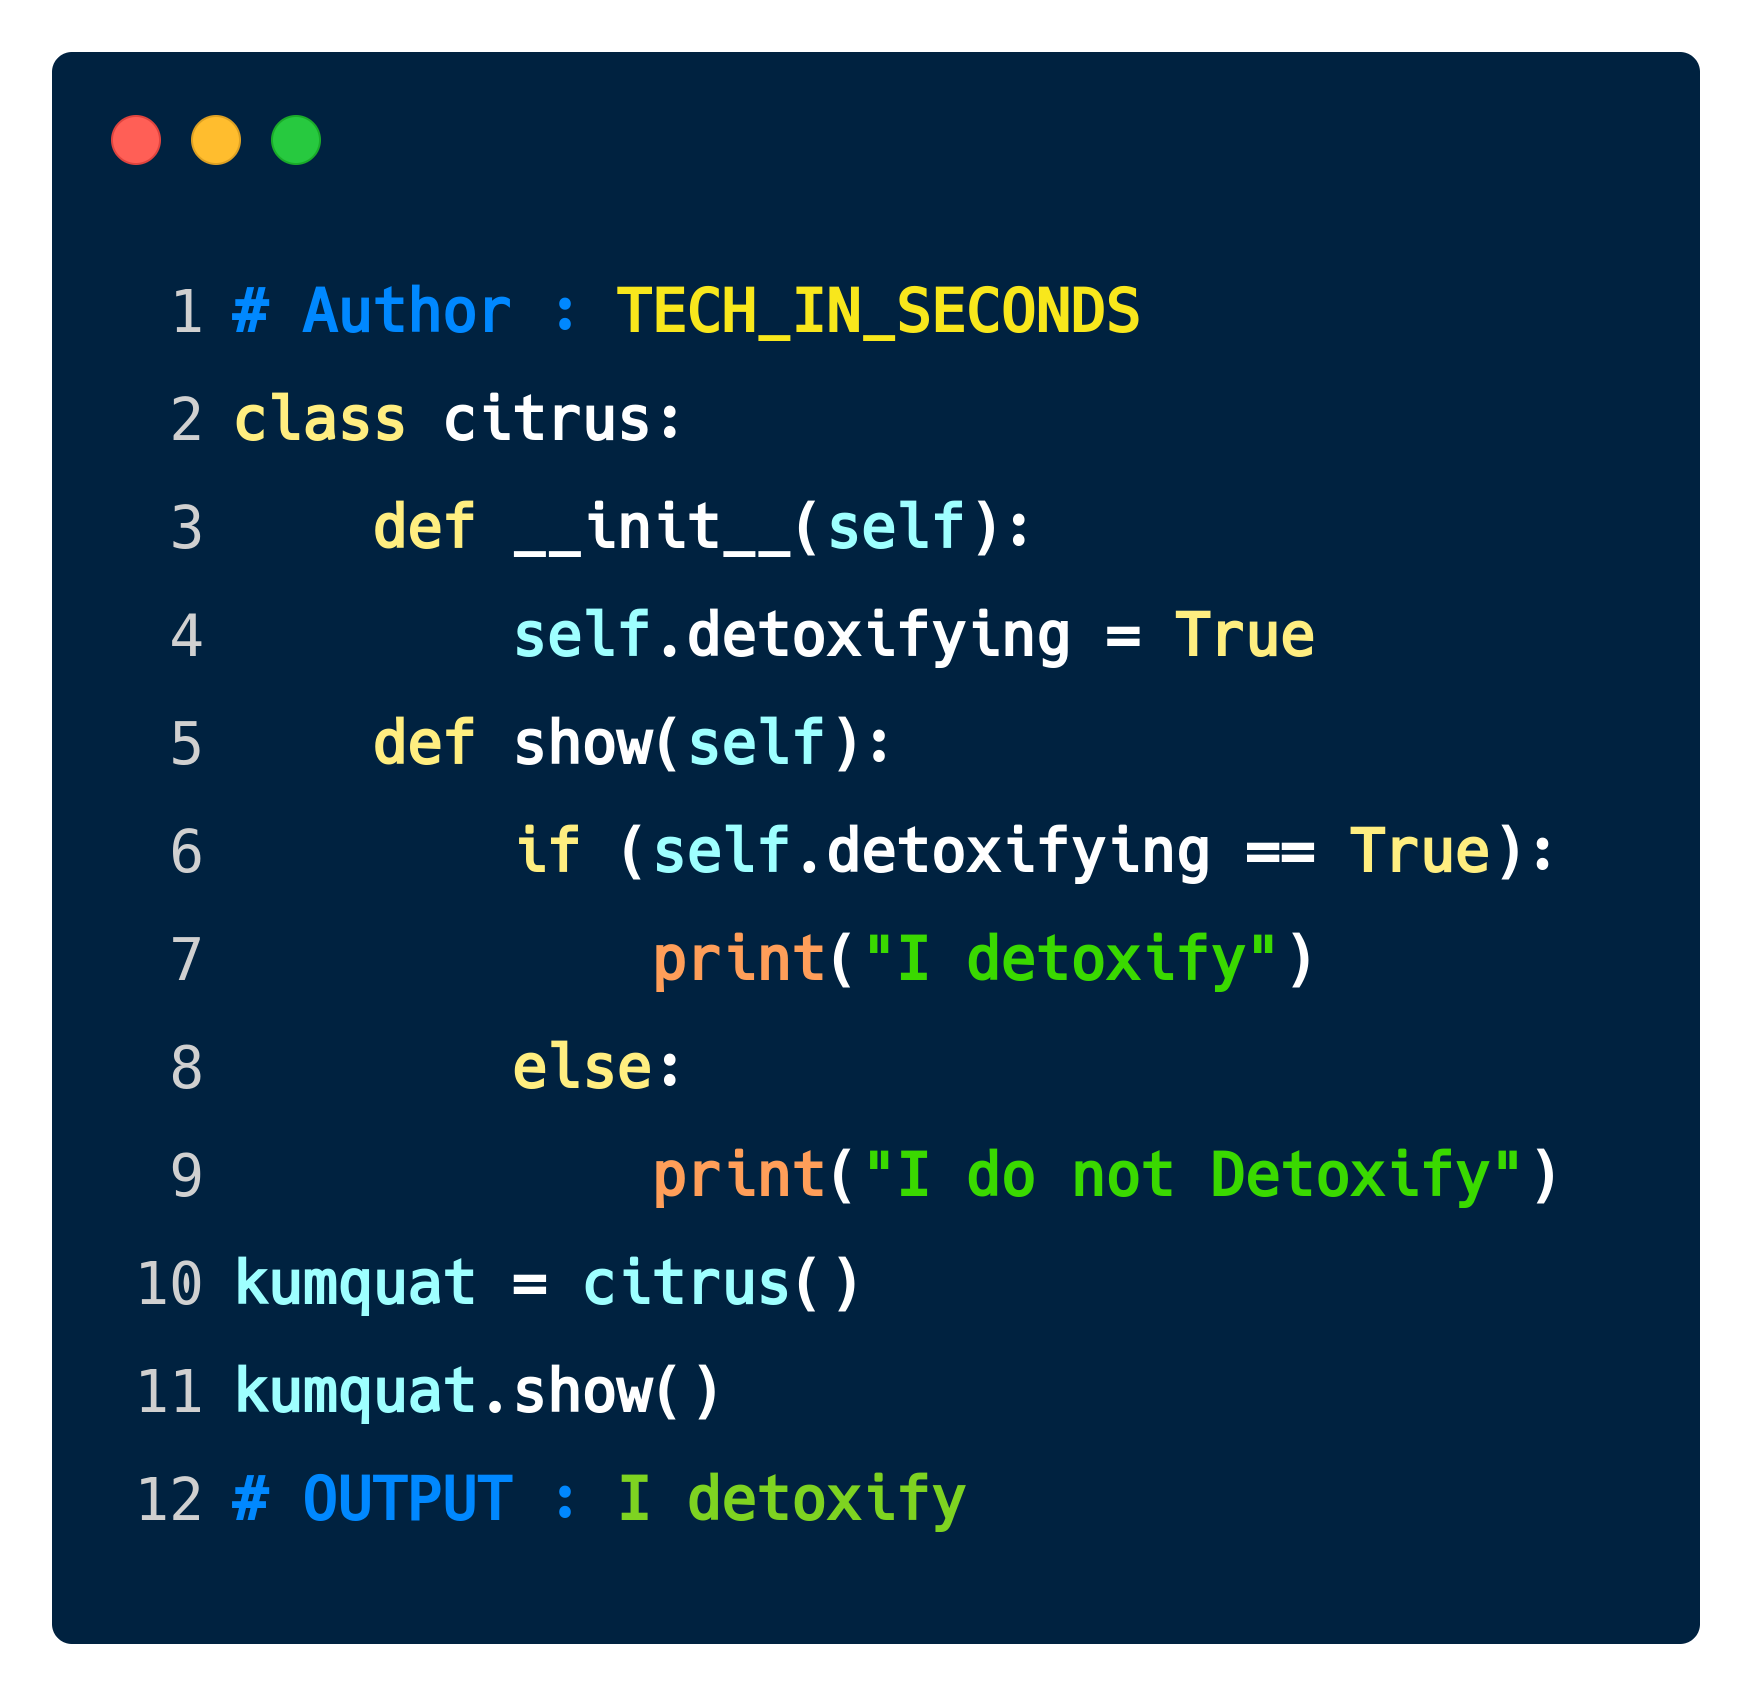 1 # Author : TECH_IN_SECONDS
2 class citrus:
3     def __init__(self):
4         self.detoxifying = True
5     def show(self):
6         if (self.detoxifying == True):
7             print("I detoxify")
8         else:
9             print("I do not Detoxify")
10 kumquat = citrus()
11 kumquat.show()
12 # OUTPUT : I detoxify